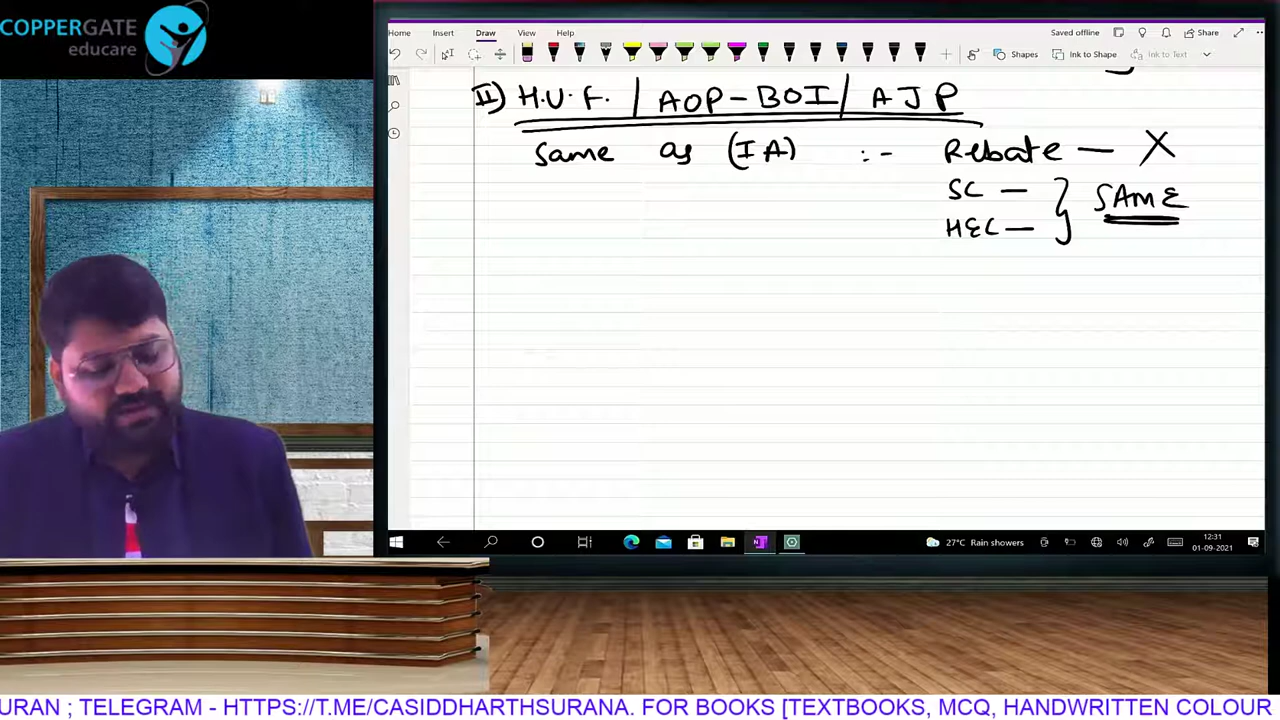 COPPERGATE
educare
Home Insert Draw View Help
Saved offline
Share
Shapes
Ink to Shape
Ink to Text
II) H.U.F. / AOP-BOI / AJP
Same as (IA) :- Rebate — X
SC —
HEC —
} SAME
27°C Rain showers
12:31
01-09-2021
URAN ; TELEGRAM - HTTPS://T.ME/CASIDDHARTHSURANA. FOR BOOKS [TEXTBOOKS, MCQ, HANDWRITTEN COLOUR